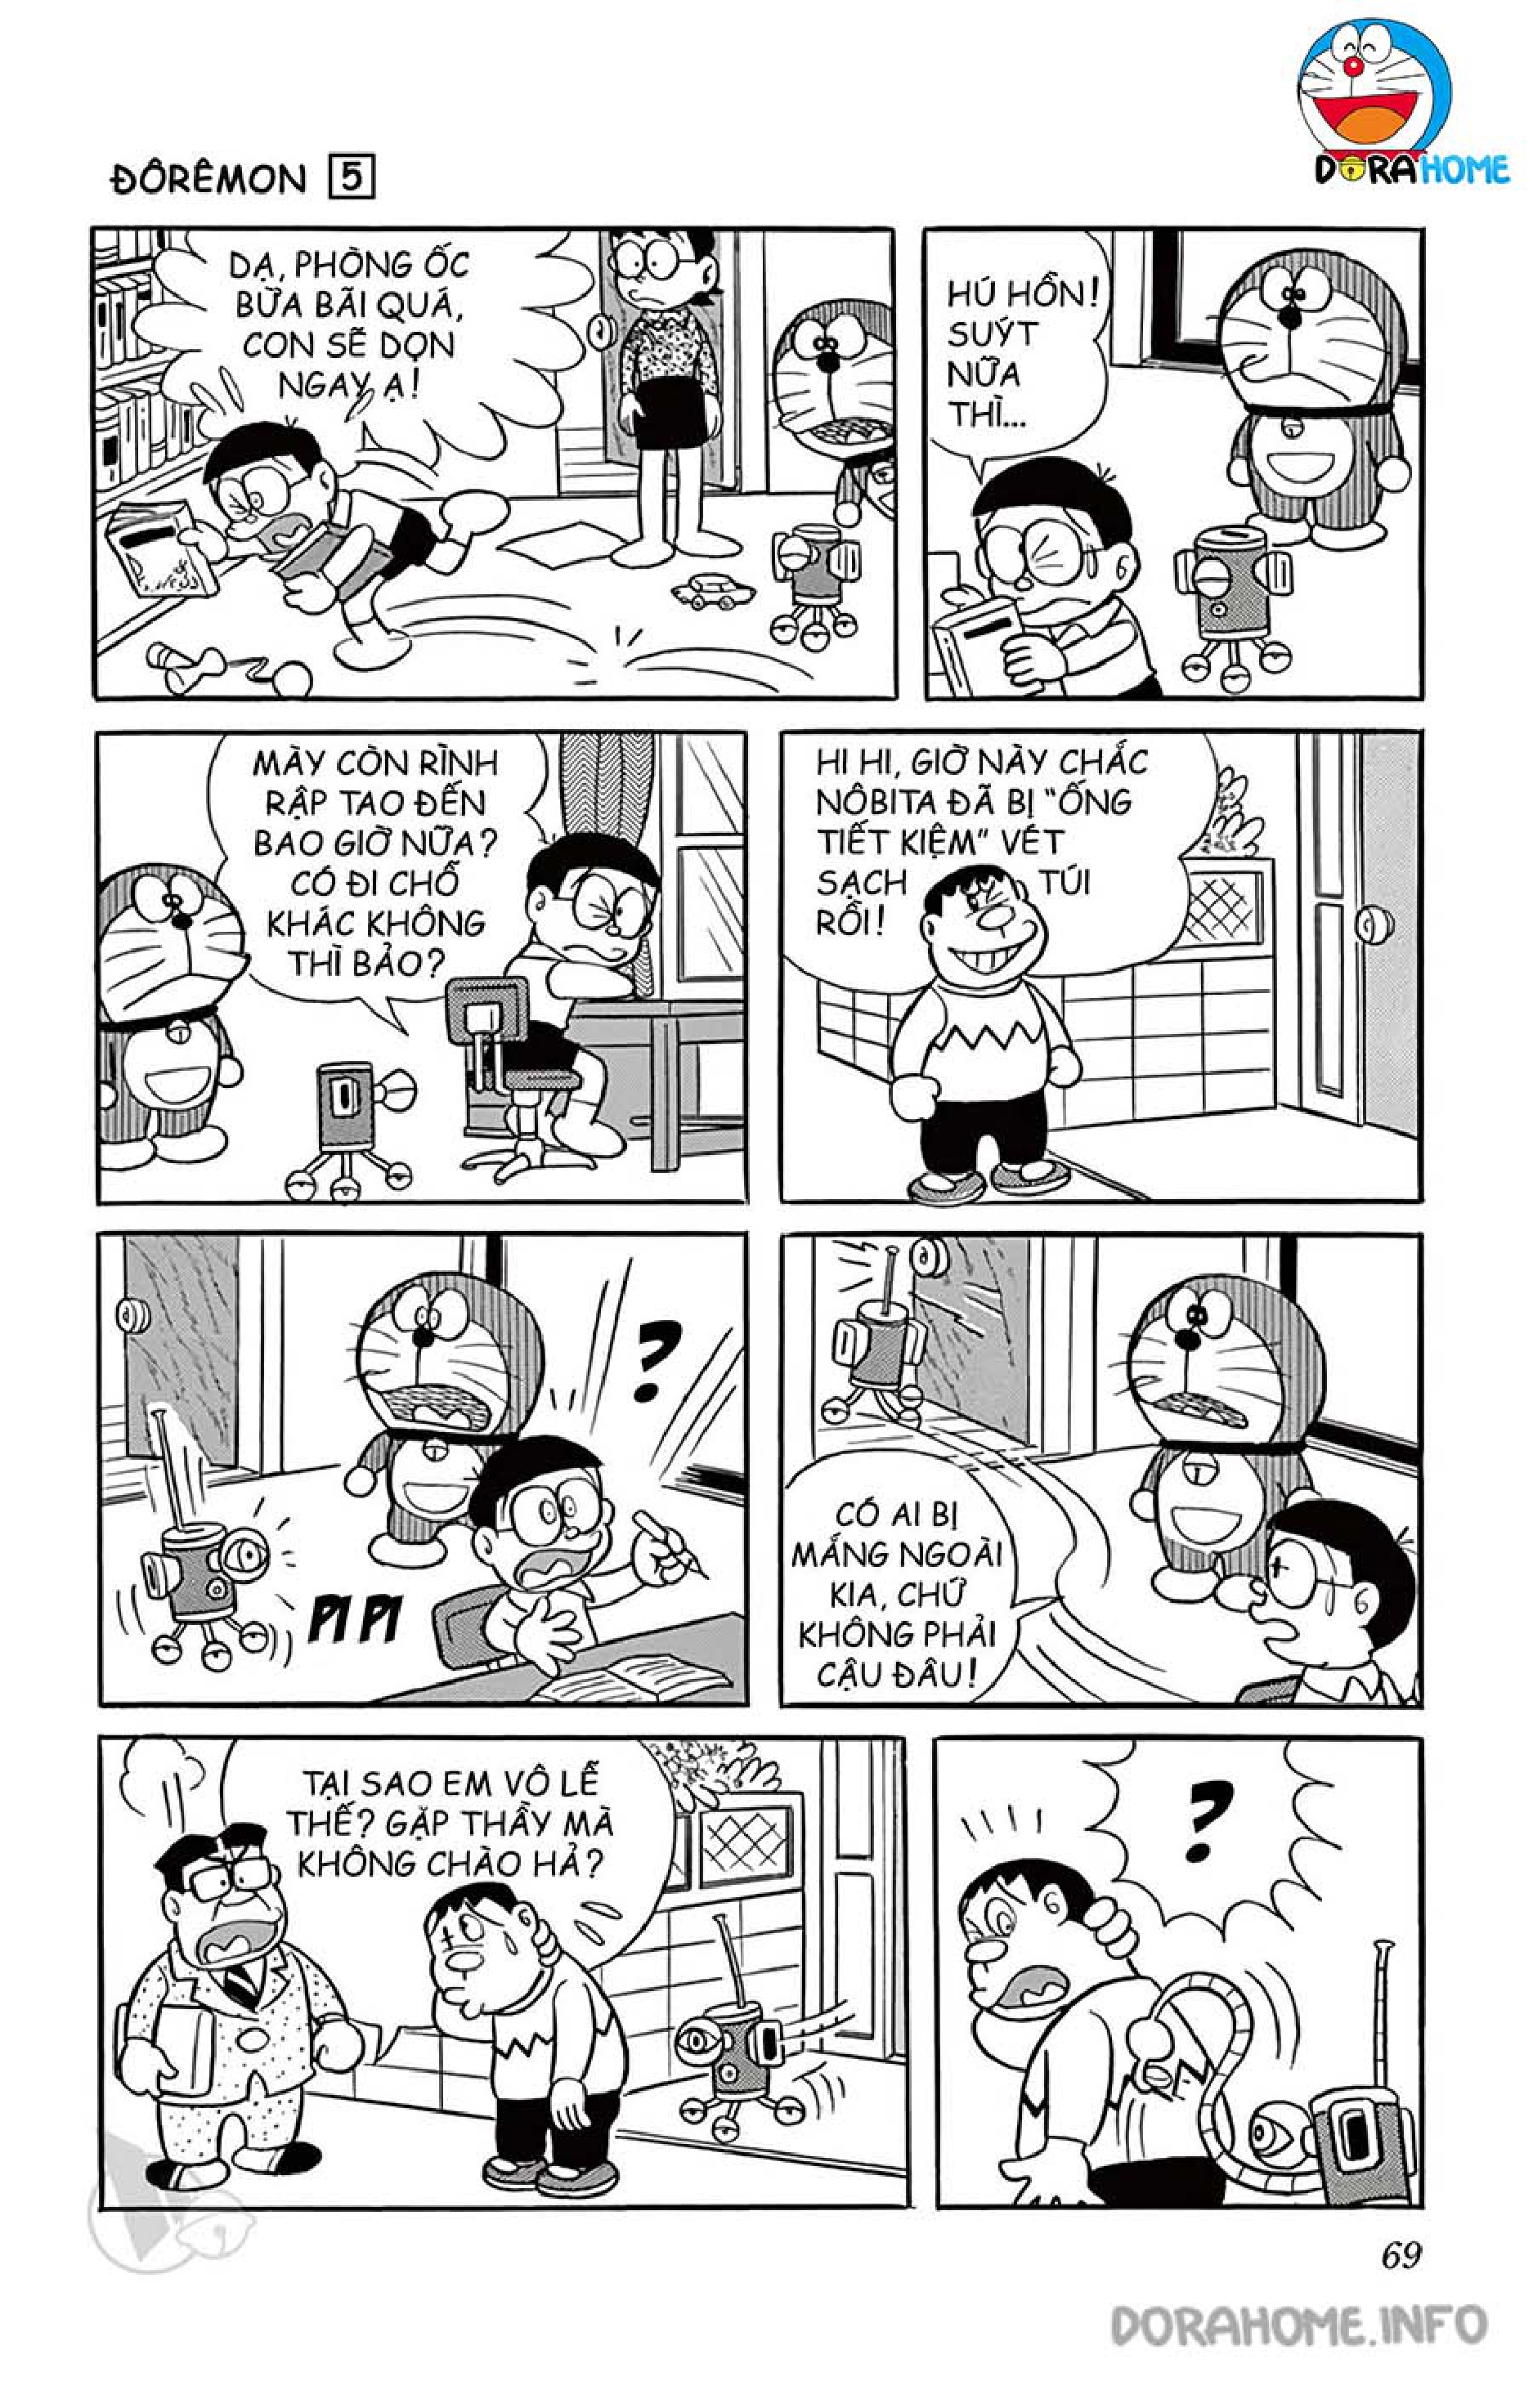 DORAHOME
ĐÔRÊMON 5
DẠ, PHÒNG ỐC
BỪA BÃI QUÁ,
CON SẼ DỌN
NGAY Ạ!
HÚ HỒN!
SUÝT
NỮA
THÌ...
MÀY CÒN RÌNH
RẬP TAO ĐẾN
BAO GIỜ NỮA?
CÓ ĐI CHỖ
KHÁC KHÔNG
THÌ BẢO?
HI HI, GIỜ NÀY CHẮC
NÔBITA ĐÃ BỊ “ỐNG
TIẾT KIỆM” VÉT
SẠCH TÚI
RỒI!
?
PI PI
CÓ AI BỊ
MẮNG NGOÀI
KIA, CHỨ
KHÔNG PHẢI
CẬU ĐÂU!
TẠI SAO EM VÔ LỄ
THẾ? GẶP THẦY MÀ
KHÔNG CHÀO HẢ?
?
69
DORAHOME.INFO